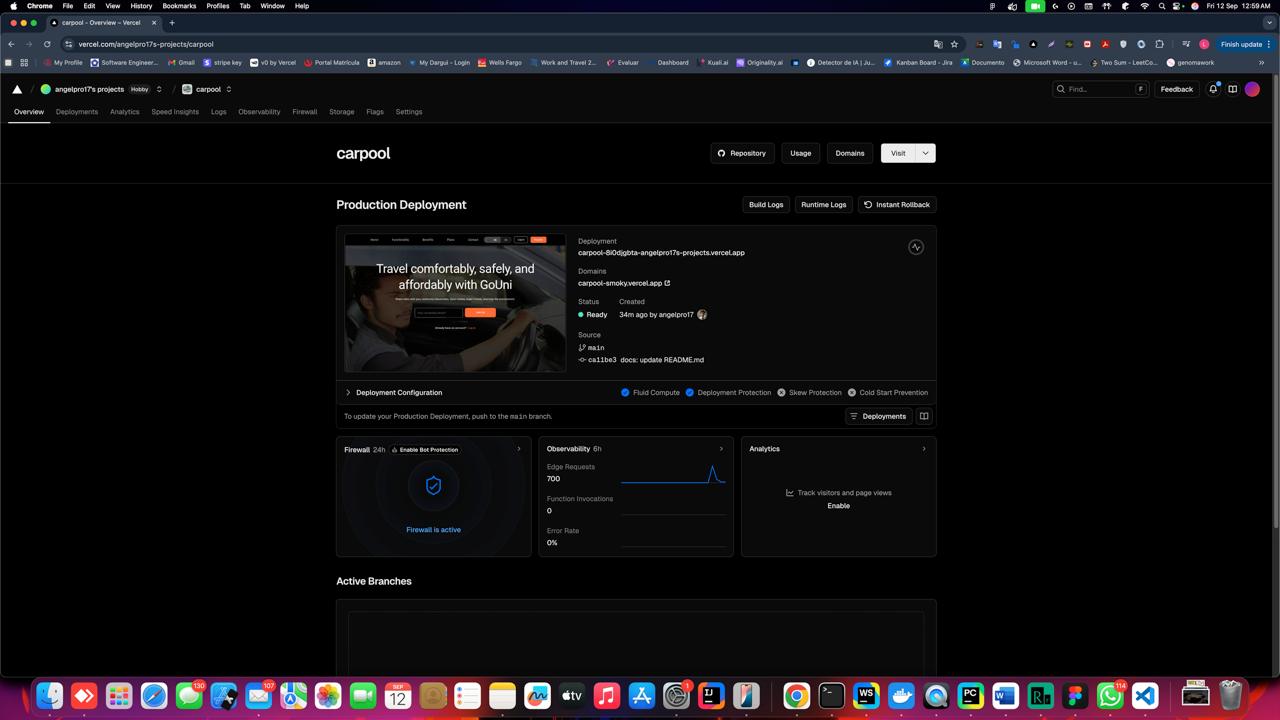 Chrome File Edit View History Bookmarks Profiles Tab Window Help
Fri 12 Sep 12:59 AM
carpool – Overview – Vercel
vercel.com/angelpro17s-projects/carpool
Finish update
My Profile Software Engineer... Gmail stripe key v0 by Vercel Portal Matrícula amazon My Dargui - Login Wells Fargo Work and Travel 2... Evaluar Dashboard Kuali.ai Originality.ai Detector de IA | Ju... Kanban Board - Jira Documento Microsoft Word - u... Two Sum - LeetCo... genomawork
angelpro17's projects Hobby / carpool
Find... F Feedback
Overview Deployments Analytics Speed Insights Logs Observability Firewall Storage Flags Settings
carpool
Repository Usage Domains Visit
Production Deployment
Build Logs Runtime Logs Instant Rollback
Travel comfortably, safely, and
affordably with GoUni
Deployment
carpool-8i0djgbta-angelpro17s-projects.vercel.app
Domains
carpool-smoky.vercel.app
Status Created
Ready 34m ago by angelpro17
Source
main
ca11be3 docs: update README.md
Deployment Configuration
Fluid Compute Deployment Protection Skew Protection Cold Start Prevention
To update your Production Deployment, push to the main branch.
Deployments
Firewall 24h Enable Bot Protection
Firewall is active
Observability 6h
Edge Requests
700
Function Invocations
0
Error Rate
0%
Analytics
Track visitors and page views
Enable
Active Branches
130
107
SEP
12
1
114